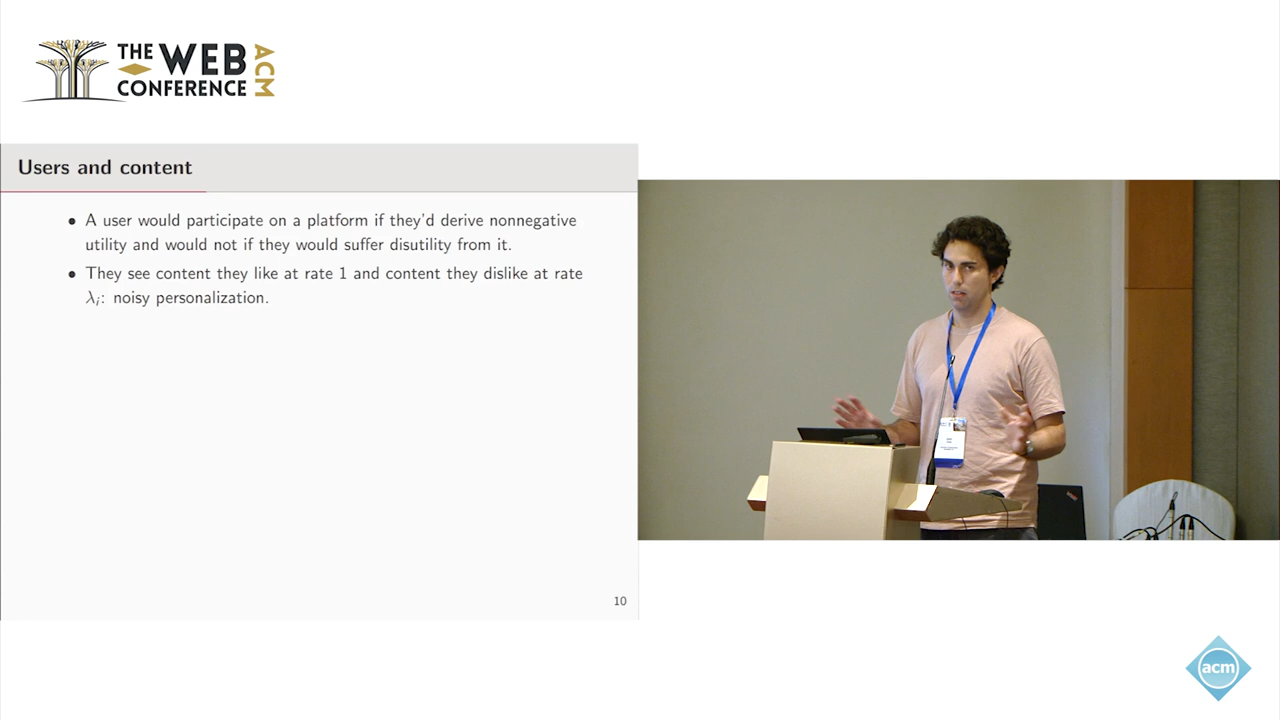 THE WEB
CONFERENCE
ACM
Users and content
• A user would participate on a platform if they'd derive nonnegative
utility and would not if they would suffer disutility from it.
• They see content they like at rate 1 and content they dislike at rate
λᵢ: noisy personalization.
10
acm